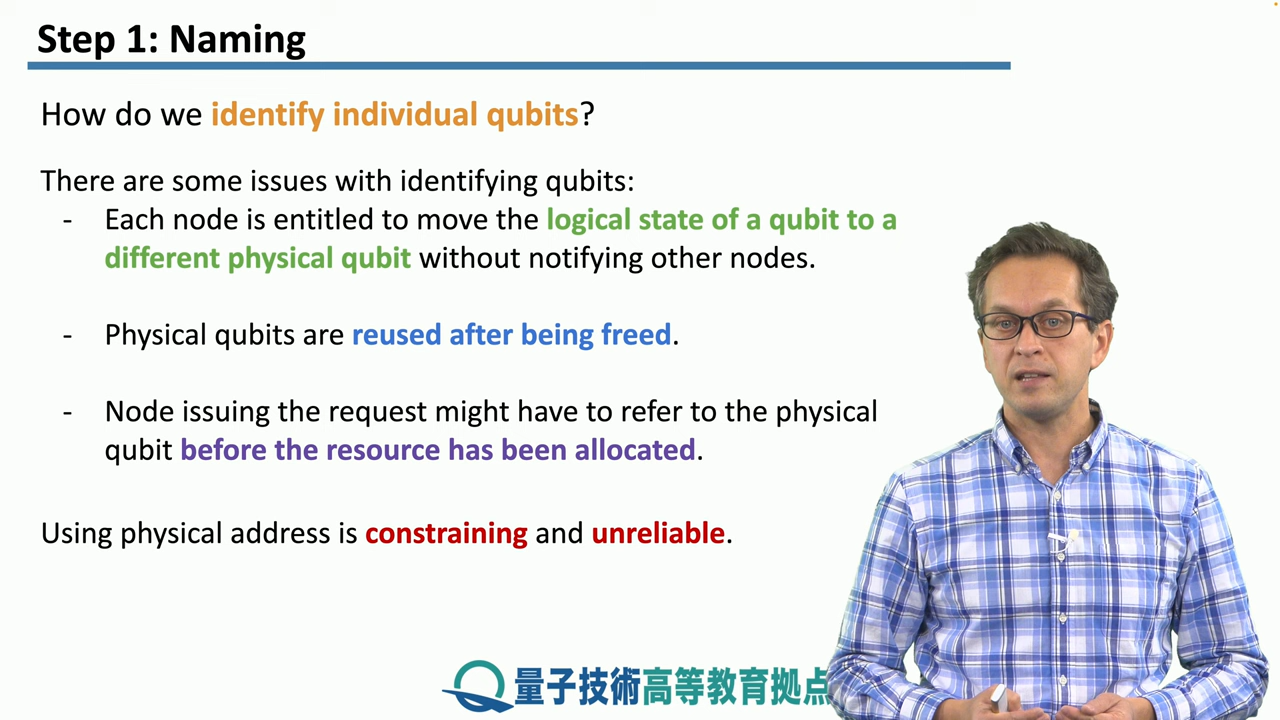 Step 1: Naming
How do we identify individual qubits?
There are some issues with identifying qubits:
- Each node is entitled to move the logical state of a qubit to a
different physical qubit without notifying other nodes.
- Physical qubits are reused after being freed.
- Node issuing the request might have to refer to the physical
qubit before the resource has been allocated.
Using physical address is constraining and unreliable.
量子技術高等教育拠点